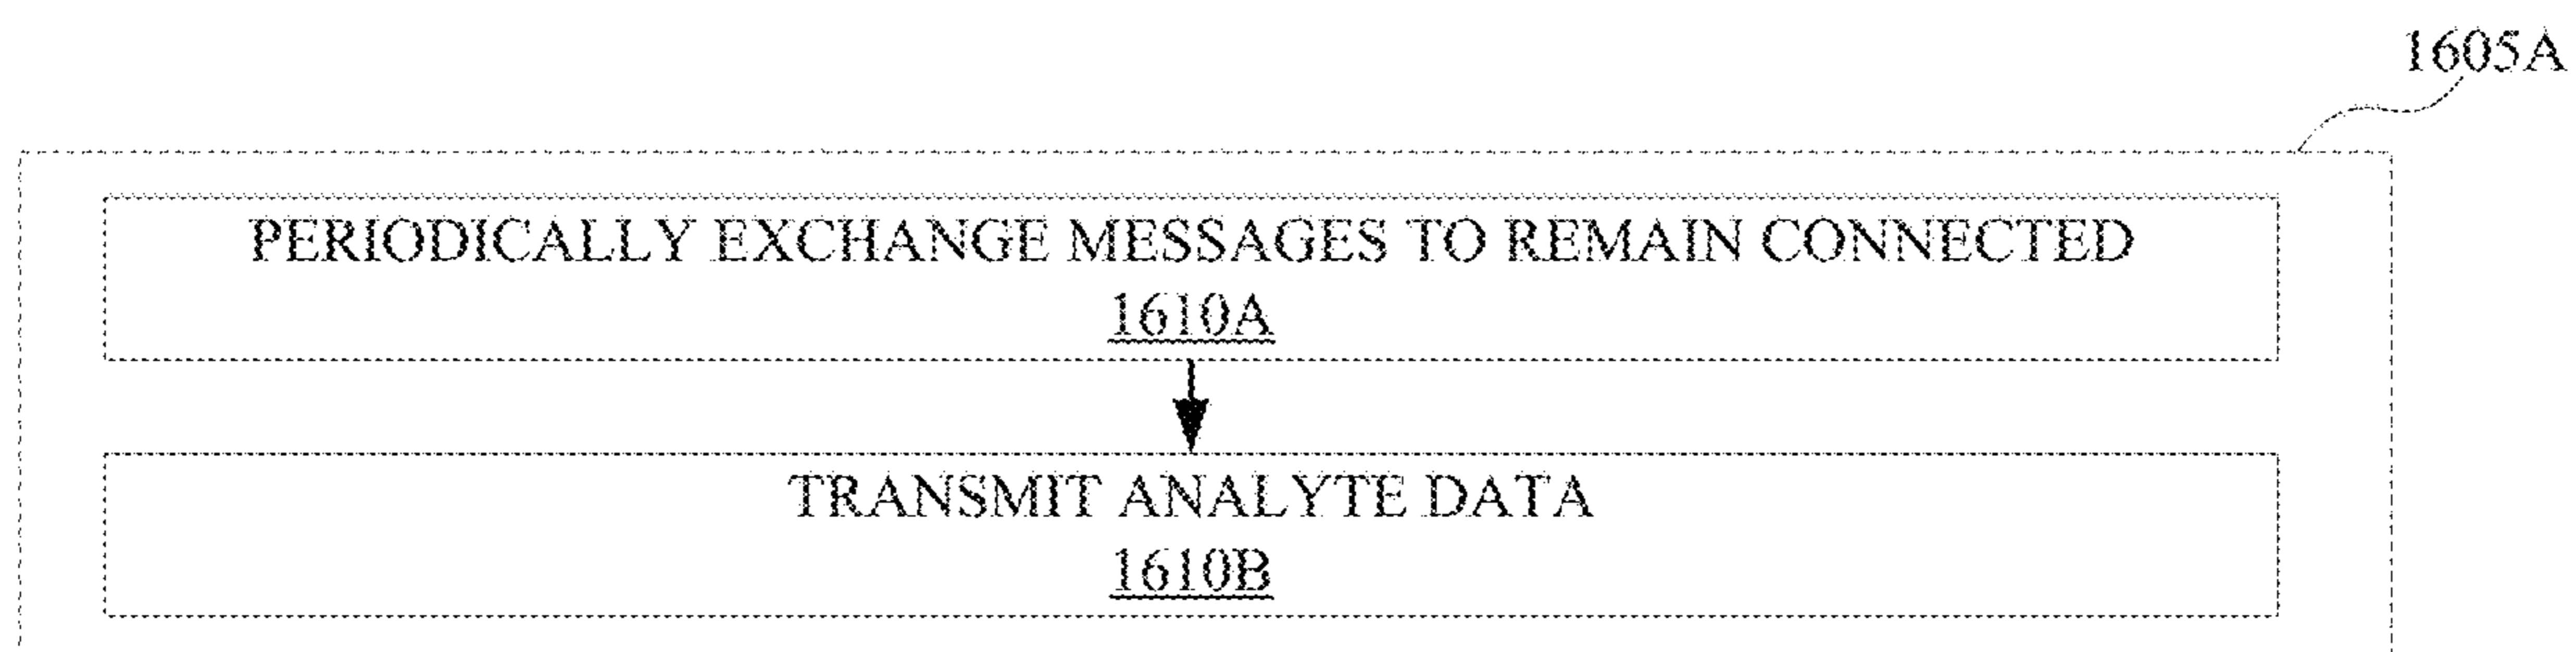 1605A
PERIODICALLY EXCHANGE MESSAGES TO REMAIN CONNECTED
1610A
TRANSMIT ANALYTE DATA
1610B